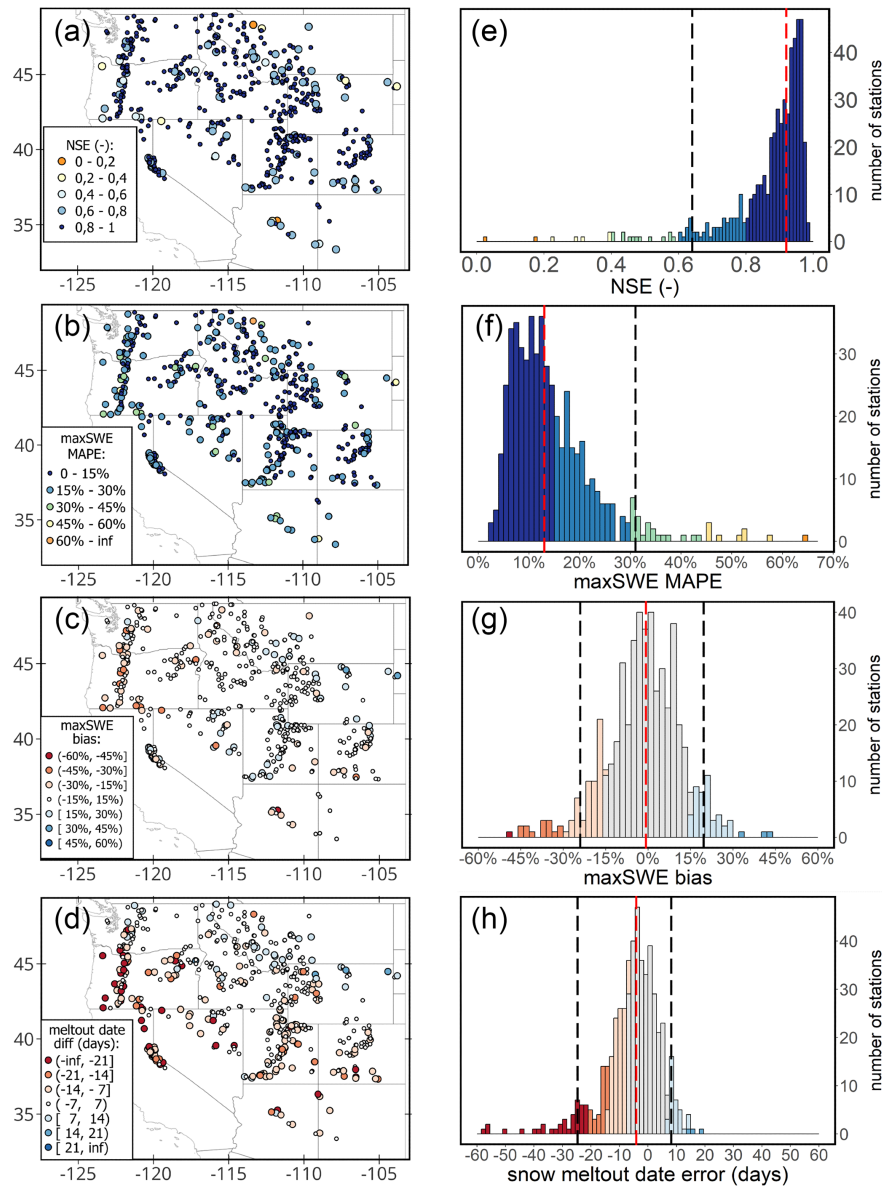 (a)
45
40
35
NSE (-):
0 - 0,2
0,2 - 0,4
0,4 - 0,6
0,6 - 0,8
0,8 - 1
-125 -120 -115 -110 -105
(e)
40
30
20
10
0
number of stations
0.0 0.2 0.4 0.6 0.8 1.0
NSE (-)
(b)
45
40
35
maxSWE
MAPE:
0 - 15%
15% - 30%
30% - 45%
45% - 60%
60% - inf
-125 -120 -115 -110 -105
(f)
30
20
10
0
number of stations
0% 10% 20% 30% 40% 50% 60% 70%
maxSWE MAPE
(c)
45
40
35
maxSWE
bias:
(-60%, -45%]
(-45%, -30%]
(-30%, -15%]
(-15%, 15%)
[ 15%, 30%)
[ 30%, 45%)
[ 45%, 60%)
-125 -120 -115 -110 -105
(g)
40
30
20
10
0
number of stations
-60% -45% -30% -15% 0% 15% 30% 45% 60%
maxSWE bias
(d)
45
40
35
meltout date
diff (days):
(-inf, -21]
(-21, -14]
(-14, - 7]
(-7, 7)
[ 7, 14)
[ 14, 21)
[ 21, inf)
-125 -120 -115 -110 -105
(h)
40
30
20
10
0
number of stations
-60 -50 -40 -30 -20 -10 0 10 20 30 40 50 60
snow meltout date error (days)